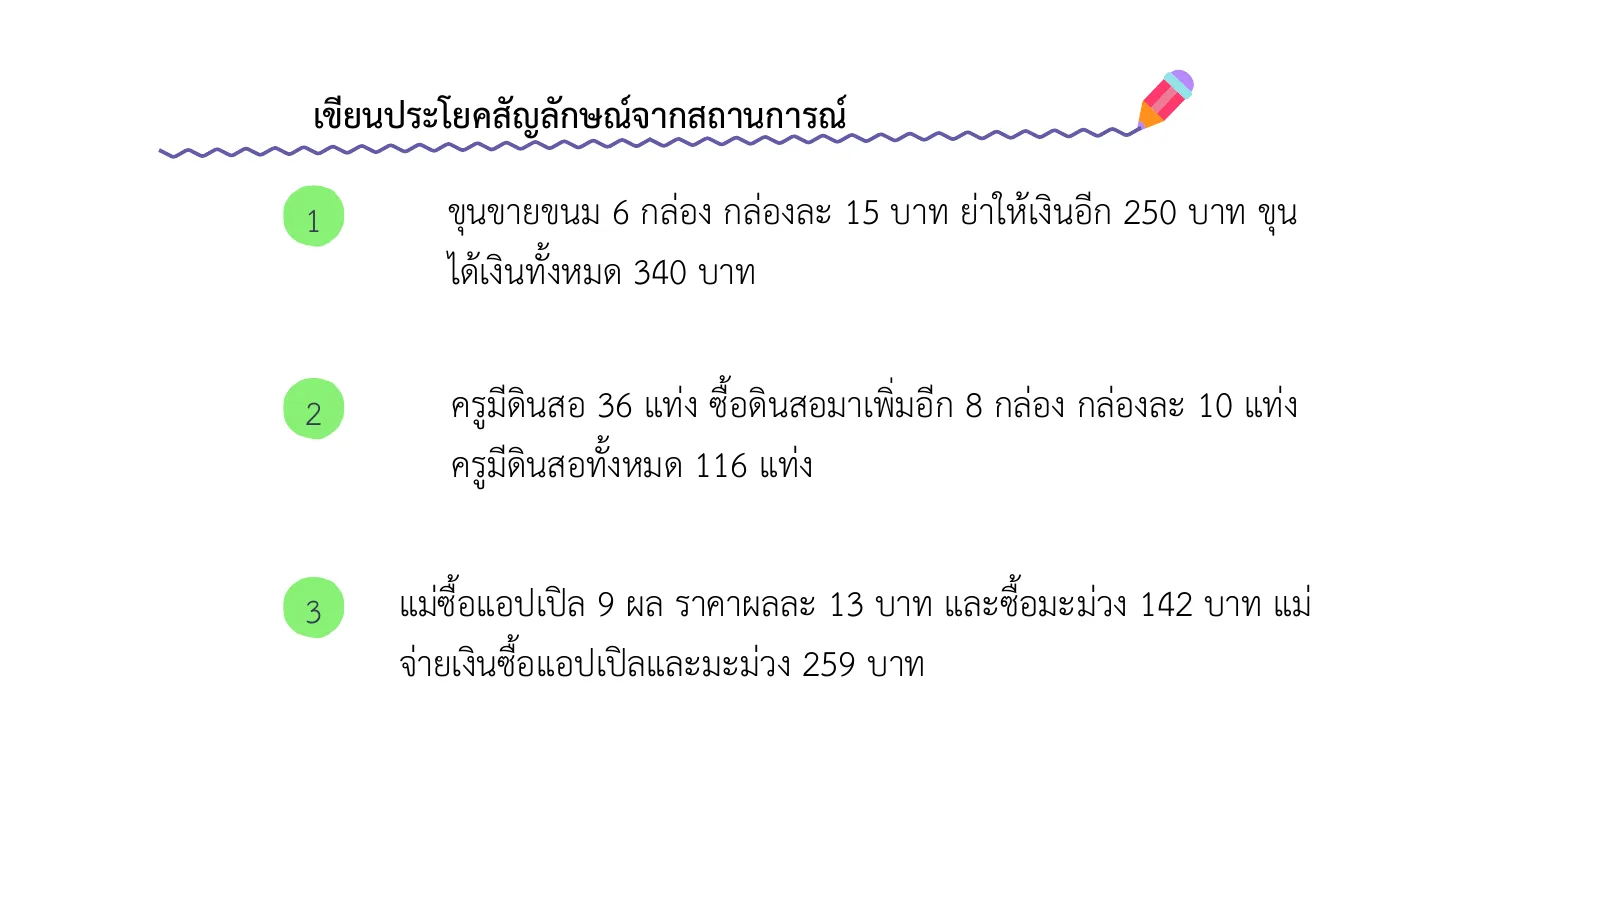 เขียนประโยคสัญลักษณ์จากสถานการณ์
1
ขุนขายขนม 6 กล่อง กล่องละ 15 บาท ย่าให้เงินอีก 250 บาท ขุน
ได้เงินทั้งหมด 340 บาท
2
ครูมีดินสอ 36 แท่ง ซื้อดินสอมาเพิ่มอีก 8 กล่อง กล่องละ 10 แท่ง
ครูมีดินสอทั้งหมด 116 แท่ง
3
แม่ซื้อแอปเปิล 9 ผล ราคาผลละ 13 บาท และซื้อมะม่วง 142 บาท แม่
จ่ายเงินซื้อแอปเปิลและมะม่วง 259 บาท